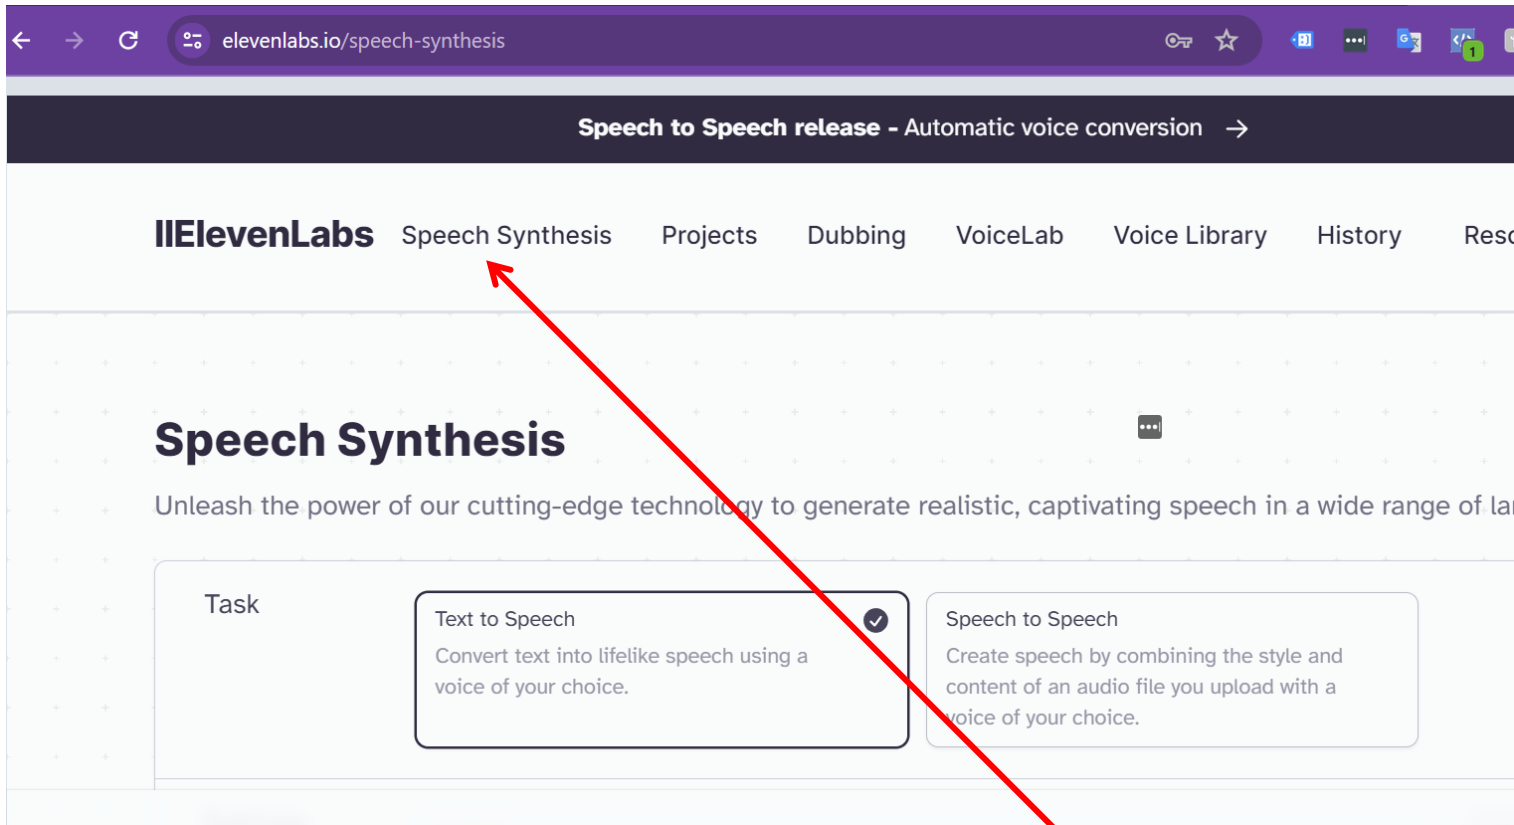 elevenlabs.io/speech-synthesis
1
Speech to Speech release - Automatic voice conversion →
IIElevenLabs Speech Synthesis Projects Dubbing VoiceLab Voice Library History
Speech Synthesis
Unleash the power of our cutting-edge technology to generate realistic, captivating speech in a wide range of
Task
Text to Speech
Convert text into lifelike speech using a
voice of your choice.
Speech to Speech
Create speech by combining the style and
content of an audio file you upload with a
voice of your choice.